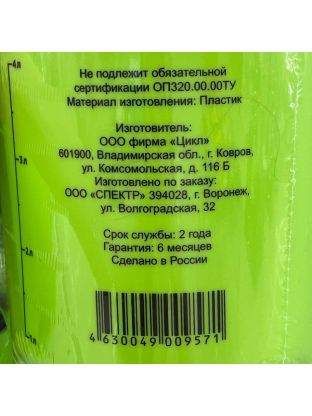 4л
Не подлежит обязательной
сертификации ОП320.00.00ТУ
Материал изготовления: Пластик
Изготовитель:
ООО фирма «Цикл»
601900, Владимирская обл., г. Ковров,
ул. Комсомольская, д. 116 Б
Изготовлено по заказу:
ООО «СПЕКТР» 394028, г. Воронеж,
ул. Волгоградская, 32
3л
Срок службы: 2 года
Гарантия: 6 месяцев
Сделано в России
2л
1л
4630049009571